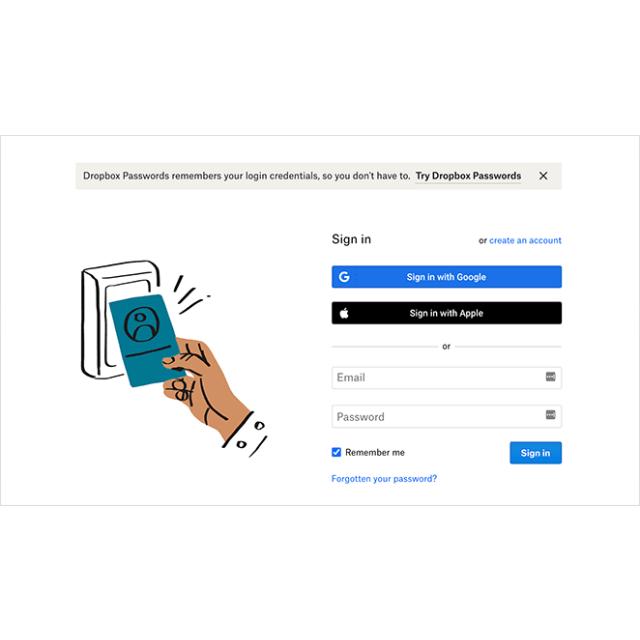 Dropbox Passwords remembers your login credentials, so you don't have to. Try Dropbox Passwords
Sign in or create an account
Sign in with Google
Sign in with Apple
or
Email
Password
Remember me Sign in
Forgotten your password?